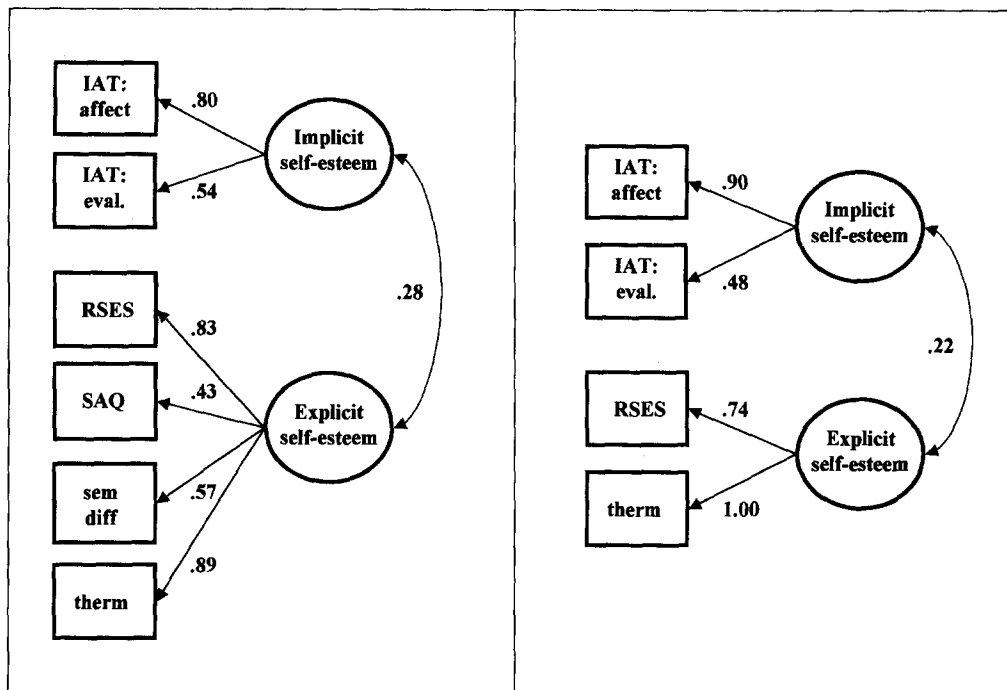 IAT:
affect
.80
Implicit
self-esteem
IAT:
eval.
.54
.28
RSES
.83
SAQ
.43
Explicit
self-esteem
sem
diff
.57
therm
.89
IAT:
affect
.90
Implicit
self-esteem
IAT:
eval.
.48
.22
RSES
.74
Explicit
self-esteem
therm
1.00